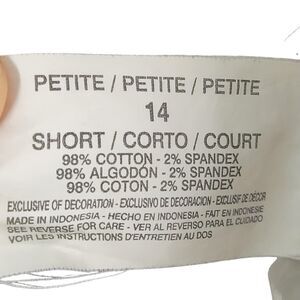 PETITE / PETITE / PETITE
14
SHORT / CORTO / COURT
98% COTTON - 2% SPANDEX
98% ALGODÓN - 2% SPANDEX
98% COTON - 2% SPANDEX
EXCLUSIVE OF DECORATION - EXCLUSIVO DE DECORACION - EXCLUSIF DE DÉCOR
MADE IN INDONESIA - HECHO EN INDONESIA - FAIT EN INDONESIA
SEE REVERSE FOR CARE - VER AL REVERSO PARA EL CUIDADO
VOIR LES INSTRUCTIONS D'ENTRETIEN AU DOS